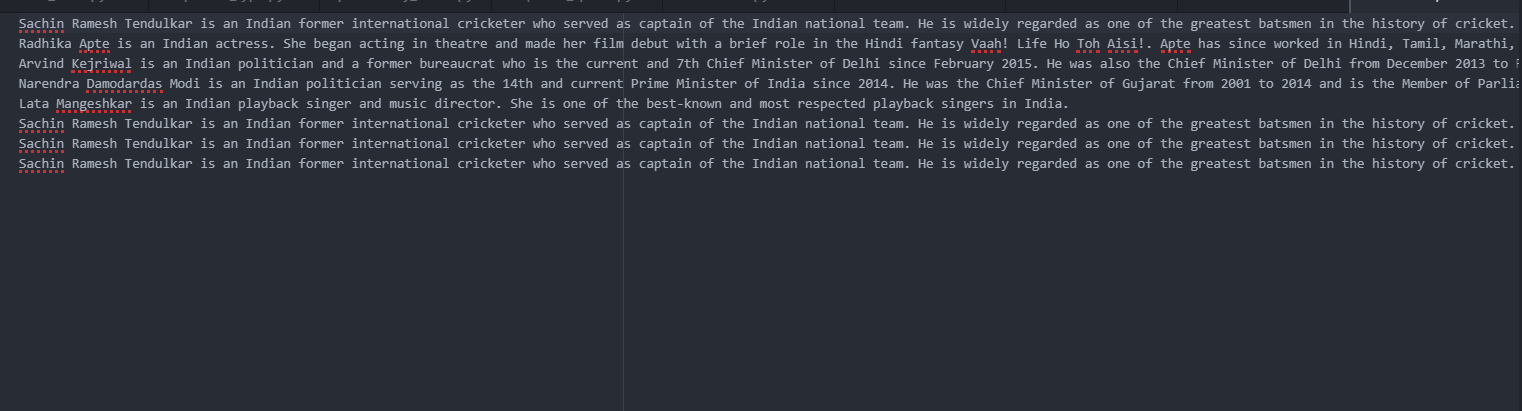 Sachin Ramesh Tendulkar is an Indian former international cricketer who served as captain of the Indian national team. He is widely regarded as one of the greatest batsmen in the history of cricket.
Radhika Apte is an Indian actress. She began acting in theatre and made her film debut with a brief role in the Hindi fantasy Vaah! Life Ho Toh Aisi!. Apte has since worked in Hindi, Tamil, Marathi,
Arvind Kejriwal is an Indian politician and a former bureaucrat who is the current and 7th Chief Minister of Delhi since February 2015. He was also the Chief Minister of Delhi from December 2013 to
Narendra Damodardas Modi is an Indian politician serving as the 14th and current Prime Minister of India since 2014. He was the Chief Minister of Gujarat from 2001 to 2014 and is the Member of Parli
Lata Mangeshkar is an Indian playback singer and music director. She is one of the best-known and most respected playback singers in India.
Sachin Ramesh Tendulkar is an Indian former international cricketer who served as captain of the Indian national team. He is widely regarded as one of the greatest batsmen in the history of cricket.
Sachin Ramesh Tendulkar is an Indian former international cricketer who served as captain of the Indian national team. He is widely regarded as one of the greatest batsmen in the history of cricket.
Sachin Ramesh Tendulkar is an Indian former international cricketer who served as captain of the Indian national team. He is widely regarded as one of the greatest batsmen in the history of cricket.